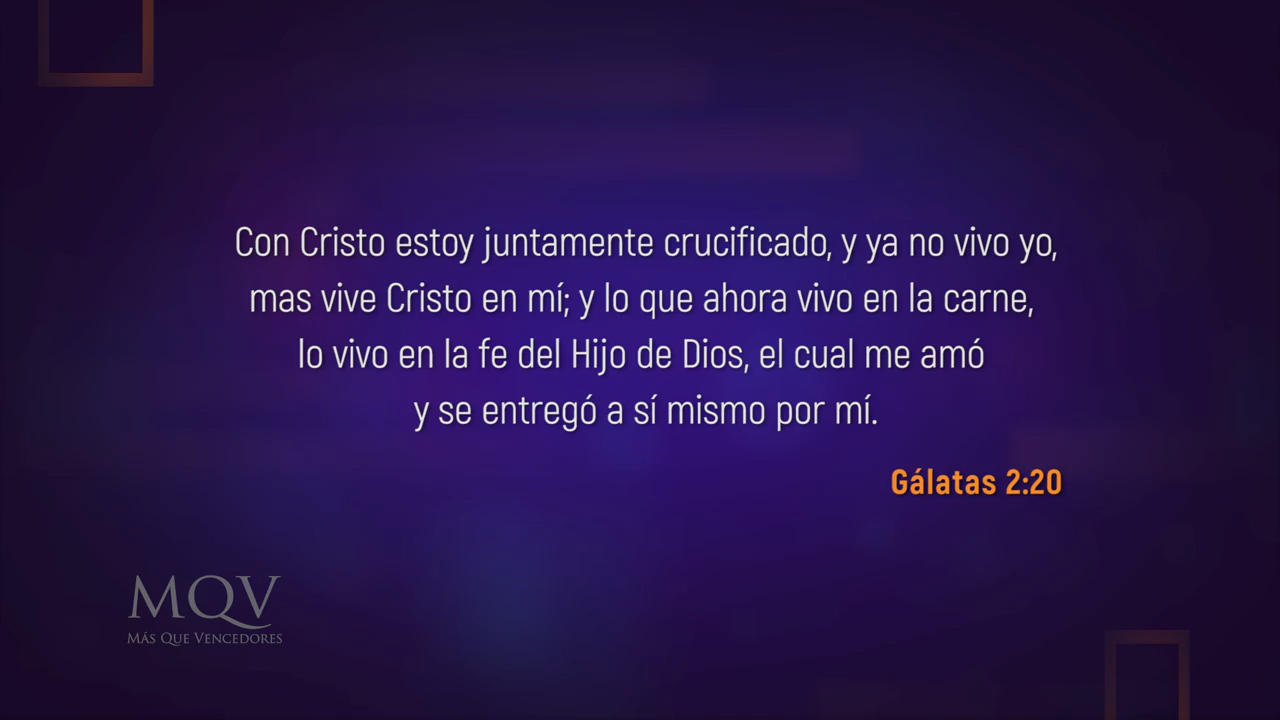 Con Cristo estoy juntamente crucificado, y ya no vivo yo,
mas vive Cristo en mí; y lo que ahora vivo en la carne,
lo vivo en la fe del Hijo de Dios, el cual me amó
y se entregó a sí mismo por mí.
Gálatas 2:20
MQV
MÁS QUE VENCEDORES